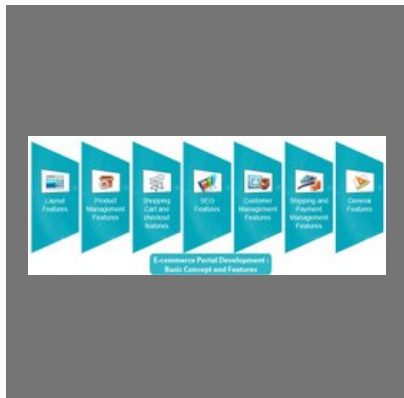 Layout
Features
Product
Management
Features
Shopping
Cart and
checkout
features
SEO
Features
Customer
Management
Features
Shipping and
Payment
Management
Features
General
Features
E-commerce Portal Development :
Basic Concept and Features